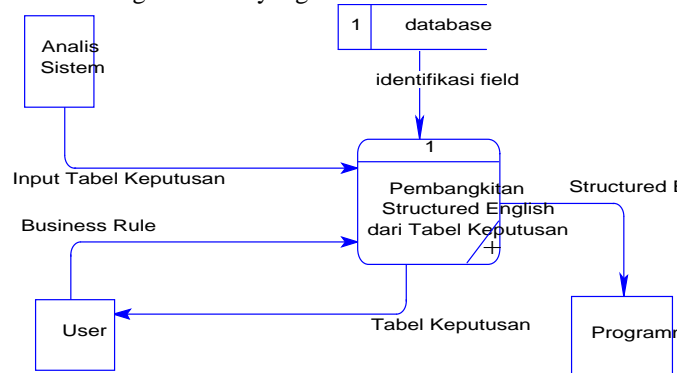 1 database
Analis
Sistem
identifikasi field
1
Input Tabel Keputusan
Pembangkitan
Structured English
dari Tabel Keputusan
Structured
Business Rule
Tabel Keputusan
User